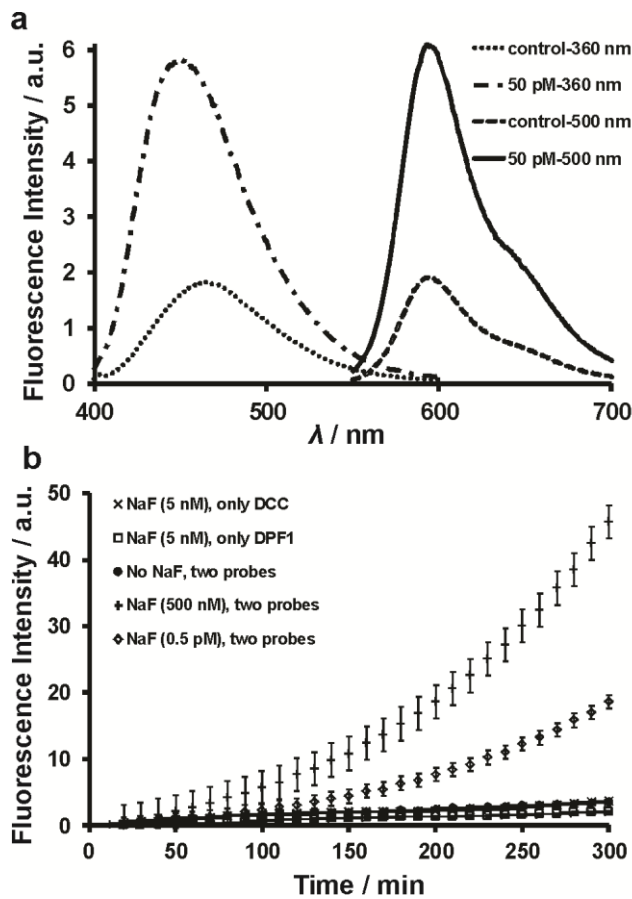 a
Fluorescence Intensity / a.u.
6
5
4
3
2
1
0
control-360 nm
50 pM-360 nm
control-500 nm
50 pM-500 nm
400 500 600 700
λ / nm
b
Fluorescence Intensity / a.u.
50
40
30
20
10
0
NaF (5 nM), only DCC
NaF (5 nM), only DPF1
No NaF, two probes
NaF (500 nM), two probes
NaF (0.5 pM), two probes
0 50 100 150 200 250 300
Time / min